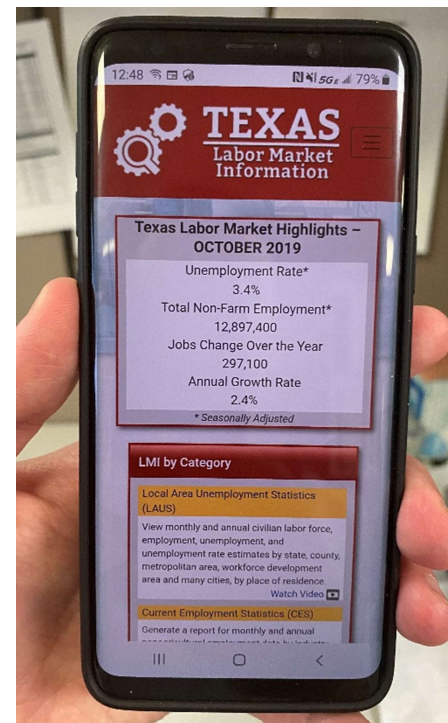 12:48
5GE 79%
TEXAS
Labor Market
Information
Texas Labor Market Highlights –
OCTOBER 2019
Unemployment Rate*
3.4%
Total Non-Farm Employment*
12,897,400
Jobs Change Over the Year
297,100
Annual Growth Rate
2.4%
* Seasonally Adjusted
LMI by Category
Local Area Unemployment Statistics
(LAUS)
View monthly and annual civilian labor force,
employment, unemployment, and
unemployment rate estimates by state, county,
metropolitan area, workforce development
area and many cities, by place of residence.
Watch Video
Current Employment Statistics (CES)
Generate a report for monthly and annual